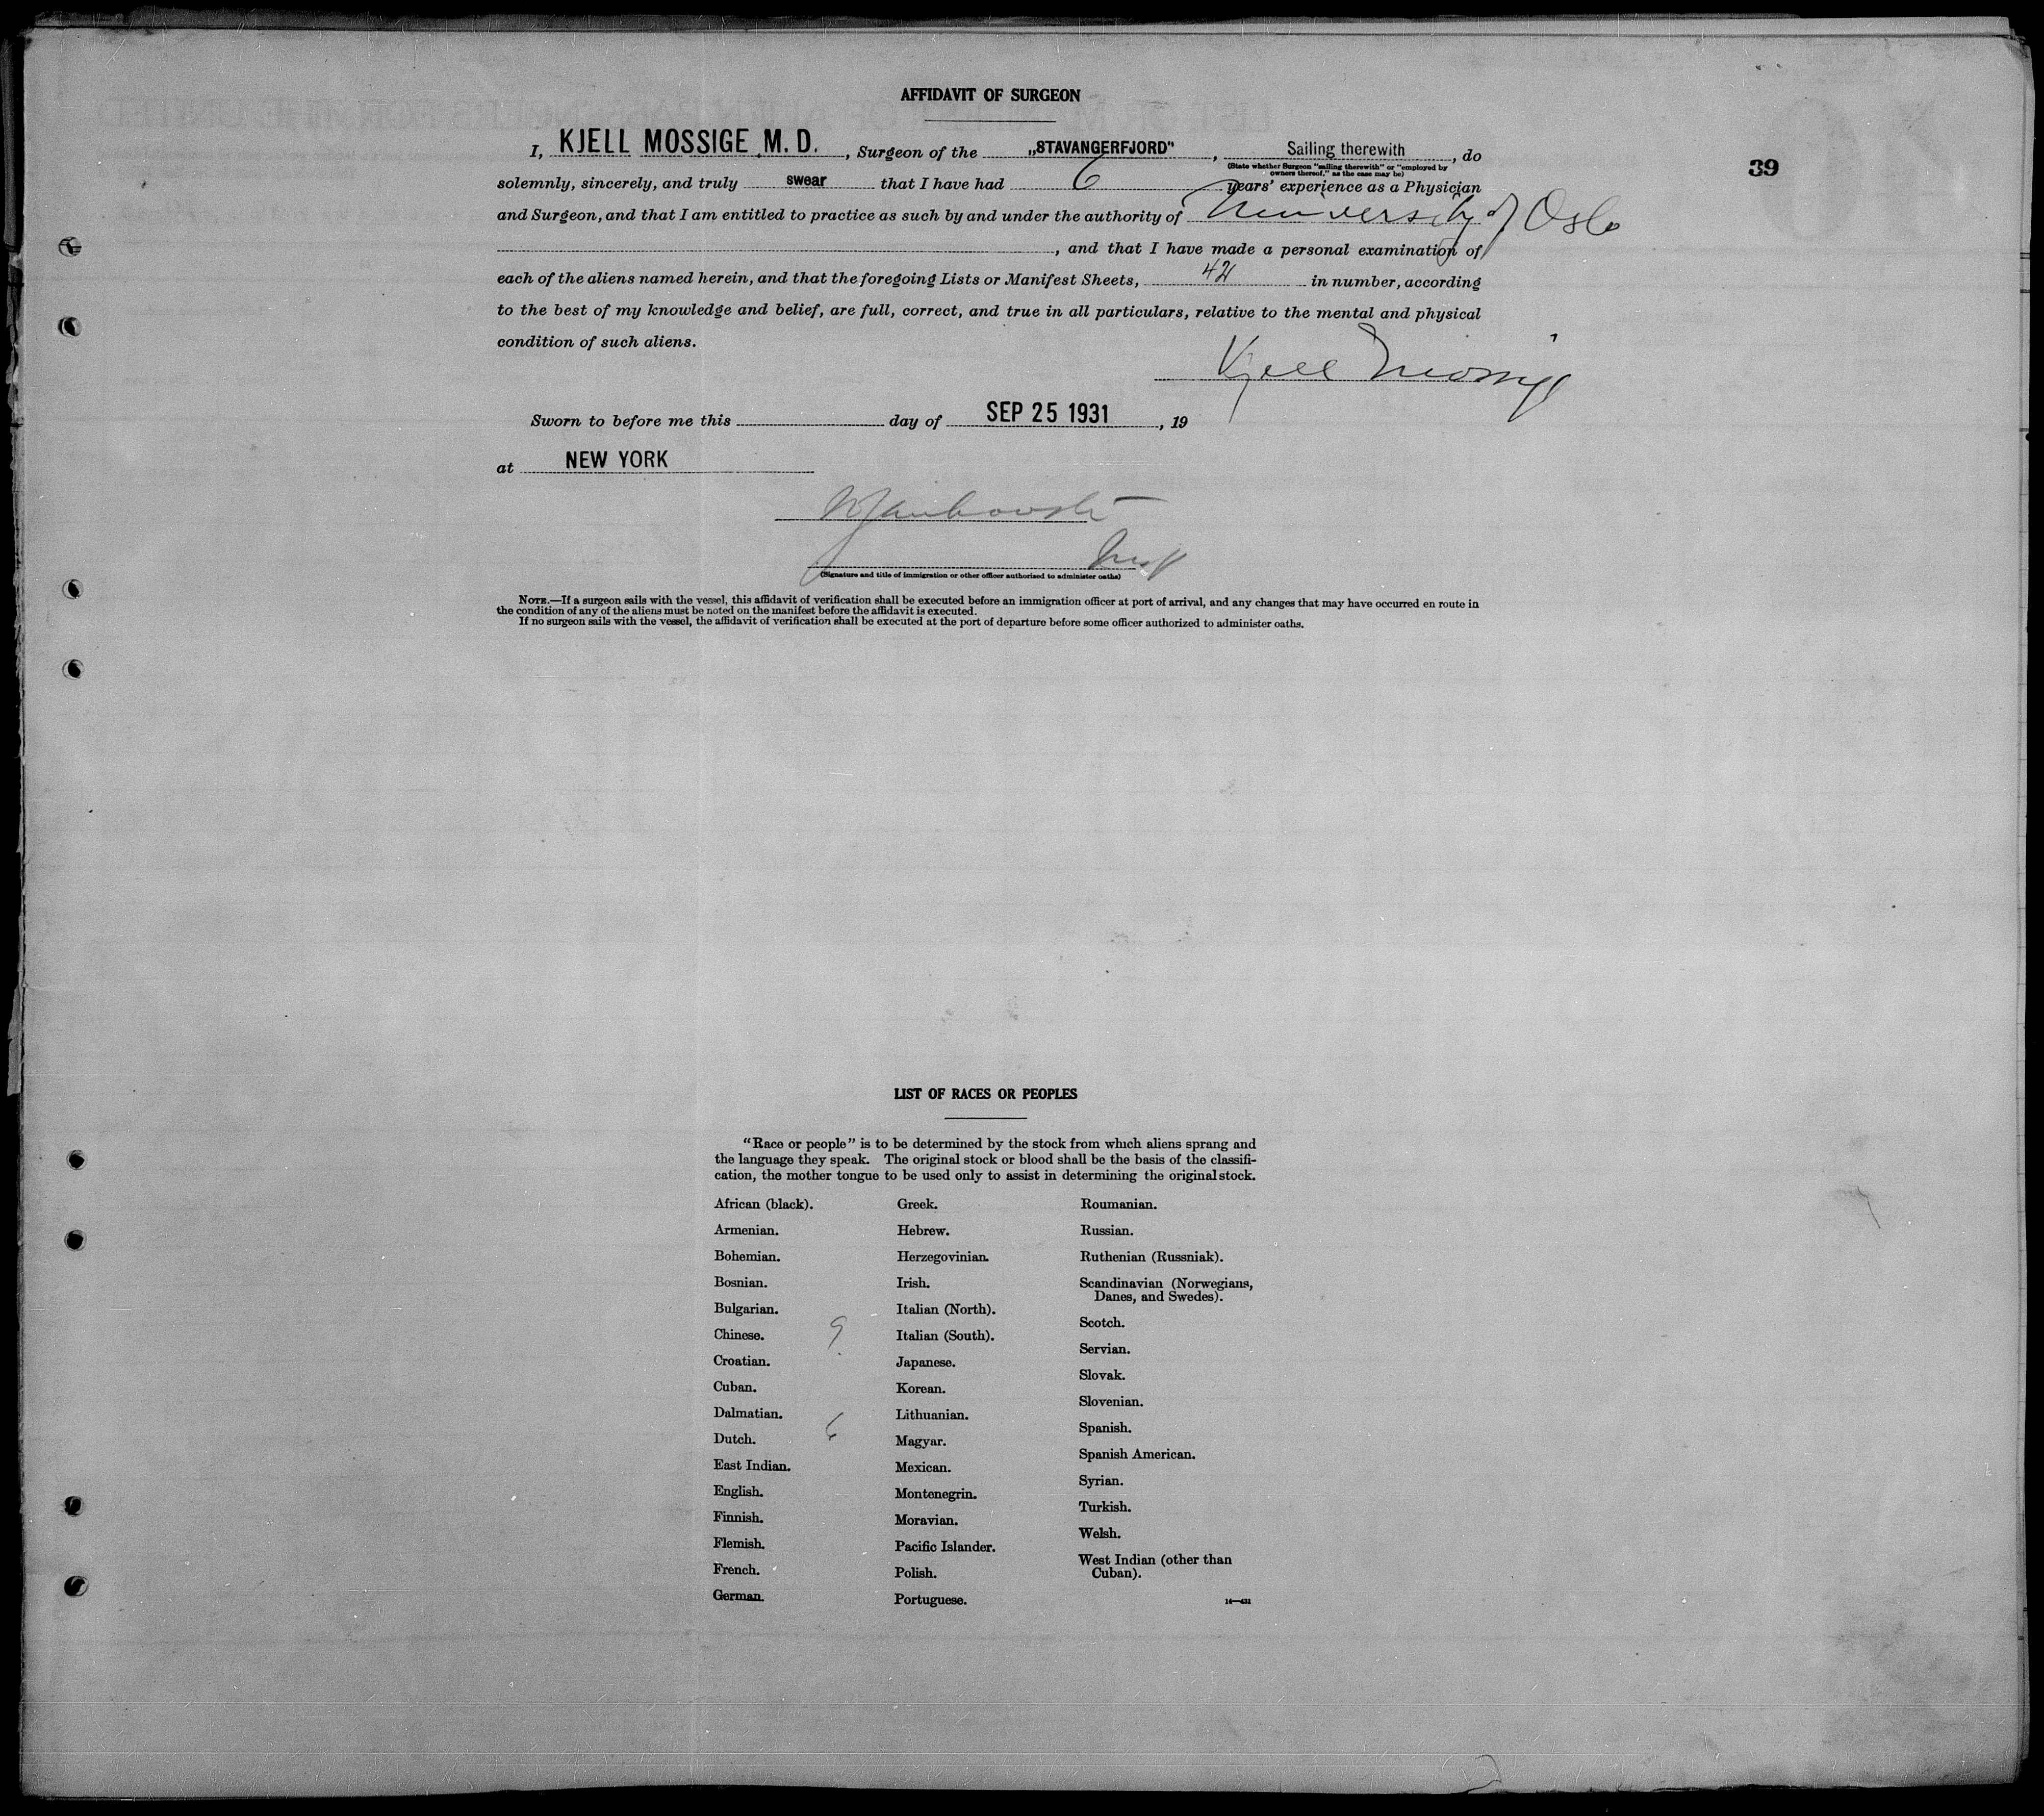 AFFIDAVIT OF SURGEON
I, KJELL MOSSIGE M. D. , Surgeon of the „STAVANGERFJORD" , Sailing therewith , do
(State whether Surgeon "sailing therewith" or "employed by
owners thereof," as the case may be)
39
solemnly, sincerely, and truly swear that I have had 6 years' experience as a Physician
and Surgeon, and that I am entitled to practice as such by and under the authority of University of Oslo
, and that I have made a personal examination of
each of the aliens named herein, and that the foregoing Lists or Manifest Sheets, in number, according
to the best of my knowledge and belief, are full, correct, and true in all particulars, relative to the mental and physical
condition of such aliens.
Kjell Mossige
Sworn to before me this day of SEP 25 1931 , 19
at NEW YORK
(Signature and title of immigration or other officer authorized to administer oaths)
NOTE.—If a surgeon sails with the vessel, this affidavit of verification shall be executed before an immigration officer at port of arrival, and any changes that may have occurred en route in
the condition of any of the aliens must be noted on the manifest before the affidavit is executed.
If no surgeon sails with the vessel, the affidavit of verification shall be executed at the port of departure before some officer authorized to administer oaths.
LIST OF RACES OR PEOPLES
"Race or people" is to be determined by the stock from which aliens sprang and
the language they speak. The original stock or blood shall be the basis of the classifi-
cation, the mother tongue to be used only to assist in determining the original stock.
African (black).
Armenian.
Bohemian.
Bosnian.
Bulgarian.
Chinese.
Croatian.
Cuban.
Dalmatian.
Dutch.
East Indian.
English.
Finnish.
Flemish.
French.
German.
9
6
Greek.
Hebrew.
Herzegovinian.
Irish.
Italian (North).
Italian (South).
Japanese.
Korean.
Lithuanian.
Magyar.
Mexican.
Montenegrin.
Moravian.
Pacific Islander.
Polish.
Portuguese.
Roumanian.
Russian.
Ruthenian (Russniak).
Scandinavian (Norwegians,
Danes, and Swedes).
Scotch.
Servian.
Slovak.
Slovenian.
Spanish.
Spanish American.
Syrian.
Turkish.
Welsh.
West Indian (other than
Cuban).
14—431